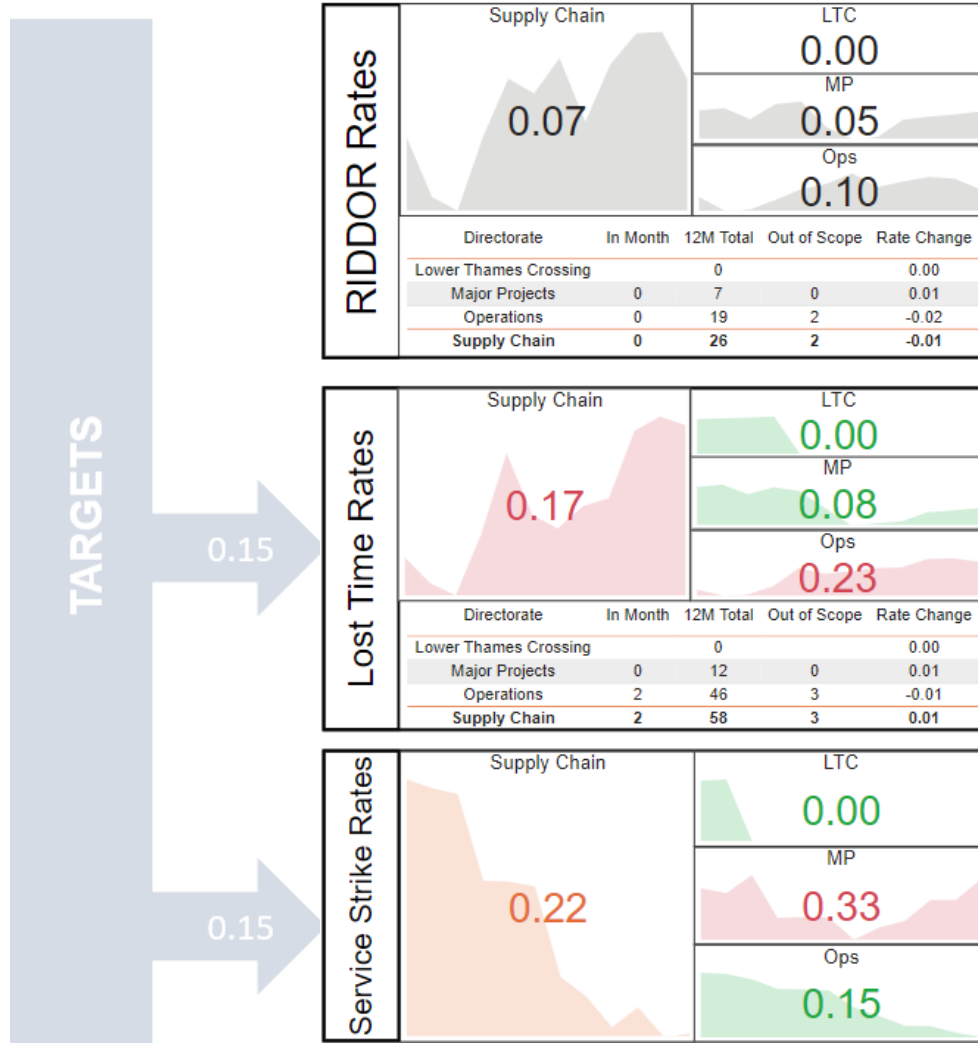 TARGETS
0.15
0.15
RIDDOR Rates
Supply Chain
0.07
LTC
0.00
MP
0.05
Ops
0.10
Directorate In Month 12M Total Out of Scope Rate Change
Lower Thames Crossing 0 0.00
Major Projects 0 7 0 0.01
Operations 0 19 2 -0.02
Supply Chain 0 26 2 -0.01
Lost Time Rates
Supply Chain
0.17
LTC
0.00
MP
0.08
Ops
0.23
Directorate In Month 12M Total Out of Scope Rate Change
Lower Thames Crossing 0 0.00
Major Projects 0 12 0 0.01
Operations 2 46 3 -0.01
Supply Chain 2 58 3 0.01
Service Strike Rates
Supply Chain
0.22
LTC
0.00
MP
0.33
Ops
0.15